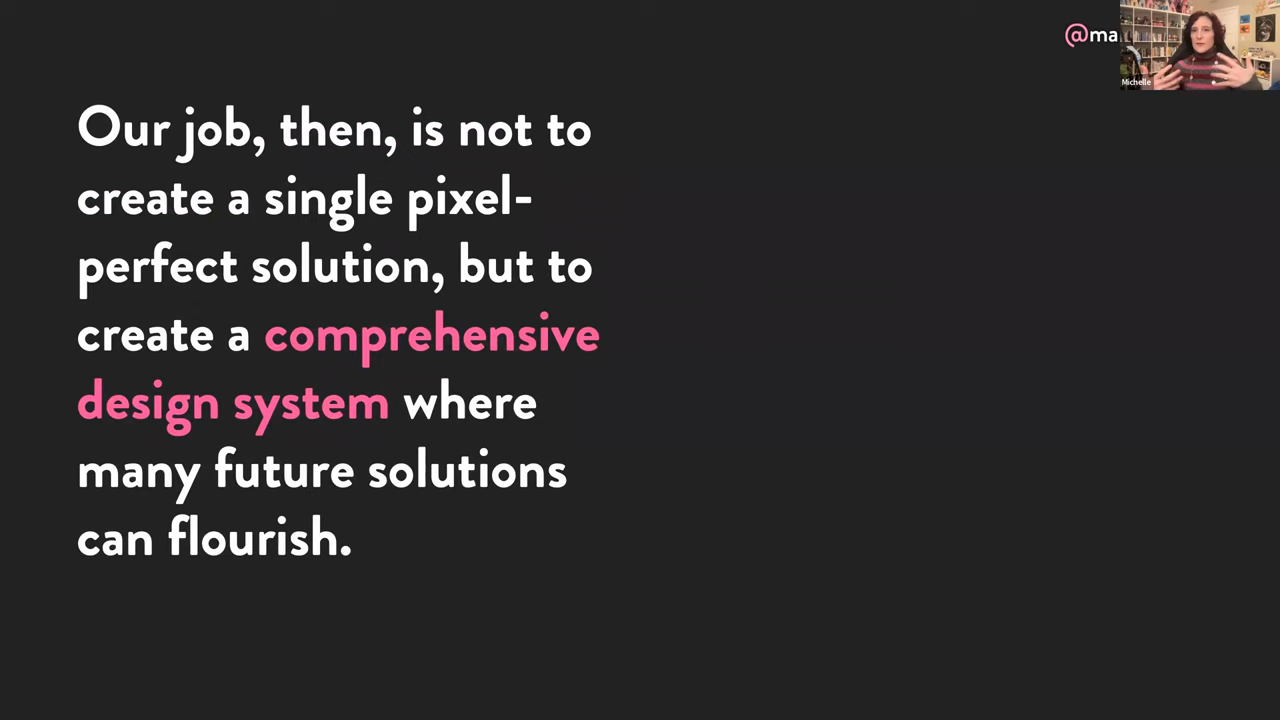 @ma
Michelle
Our job, then, is not to
create a single pixel-
perfect solution, but to
create a comprehensive
design system where
many future solutions
can flourish.